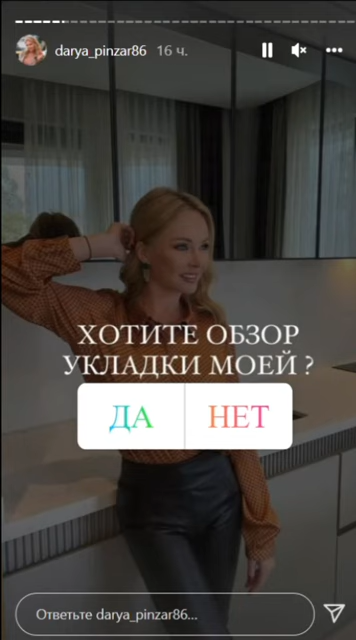 darya_pinzar86 16 ч.
ХОТИТЕ ОБЗОР
УКЛАДКИ МОЕЙ ?
ДА НЕТ
Ответьте darya_pinzar86...